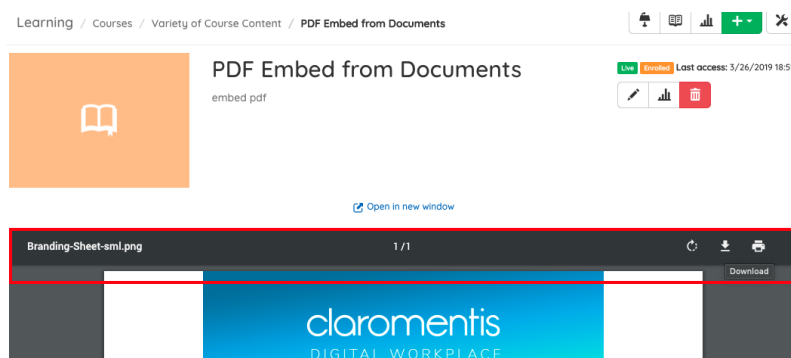 Learning / Courses / Variety of Course Content / PDF Embed from Documents
PDF Embed from Documents
Live Enrolled Last access: 3/26/2019 18:5
embed pdf
Open in new window
Branding-Sheet-sml.png 1 / 1
Download
claromentis
DIGITAL WORKPLACE